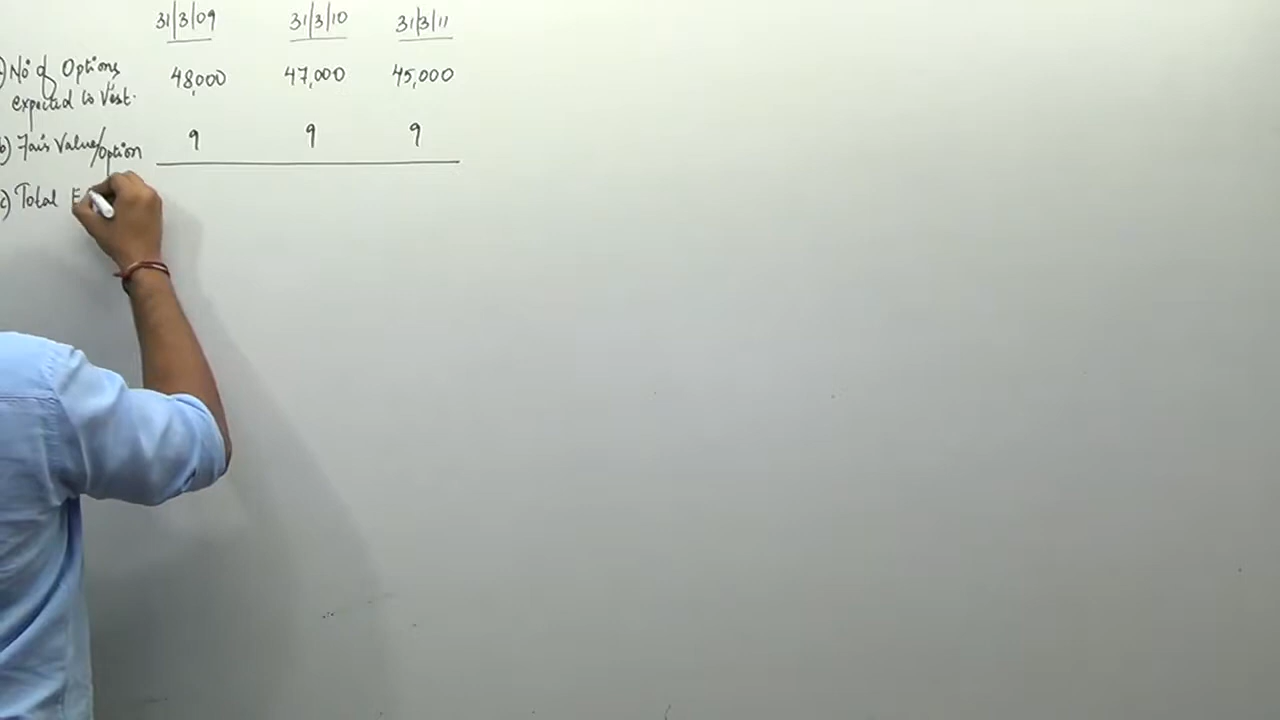 31/3/09 31/3/10 31/3/11
) No of Options 48,000 47,000 45,000
expected to Vest.
b) Fair Value/option 9 9 9
c) Total E